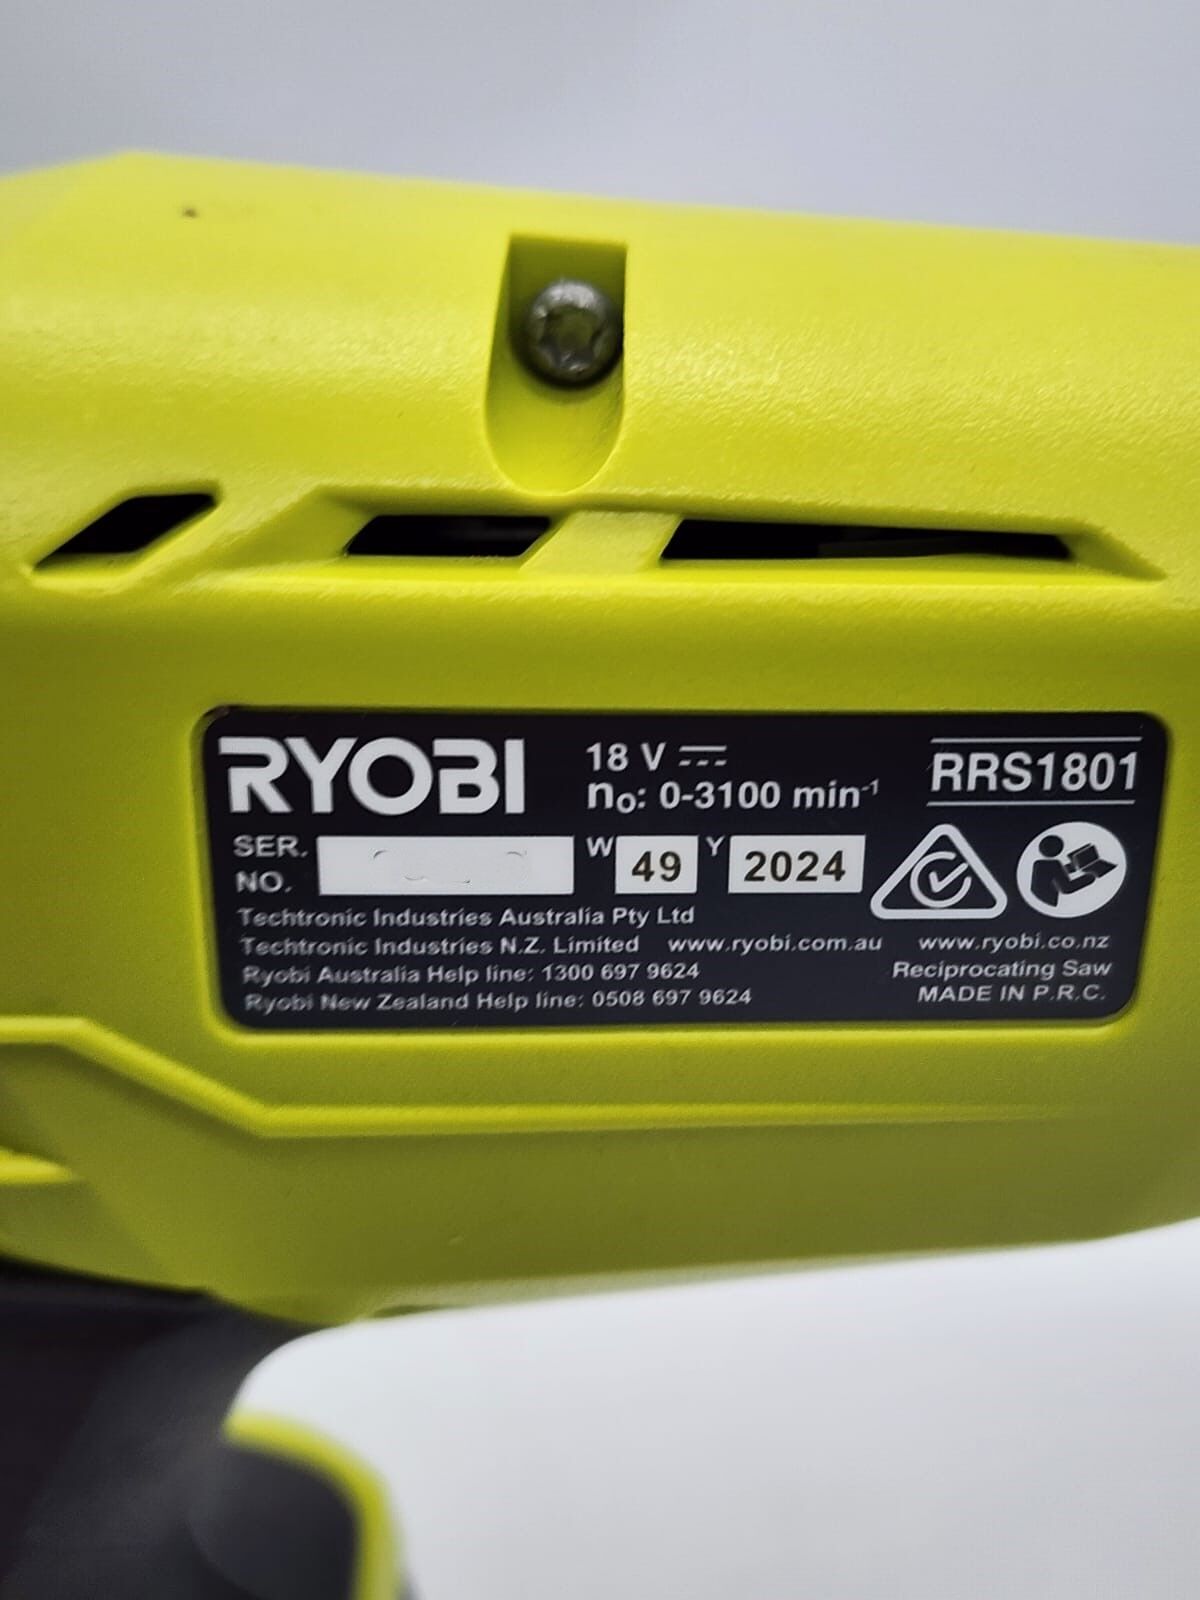 RYOBI
18 V
n₀: 0-3100 min⁻¹
RRS1801
SER. NO.
W 49 Y 2024
Techtronic Industries Australia Pty Ltd
Techtronic Industries N.Z. Limited www.ryobi.com.au www.ryobi.co.nz
Ryobi Australia Help line: 1300 697 9624 Reciprocating Saw
Ryobi New Zealand Help line: 0508 697 9624 MADE IN P.R.C.